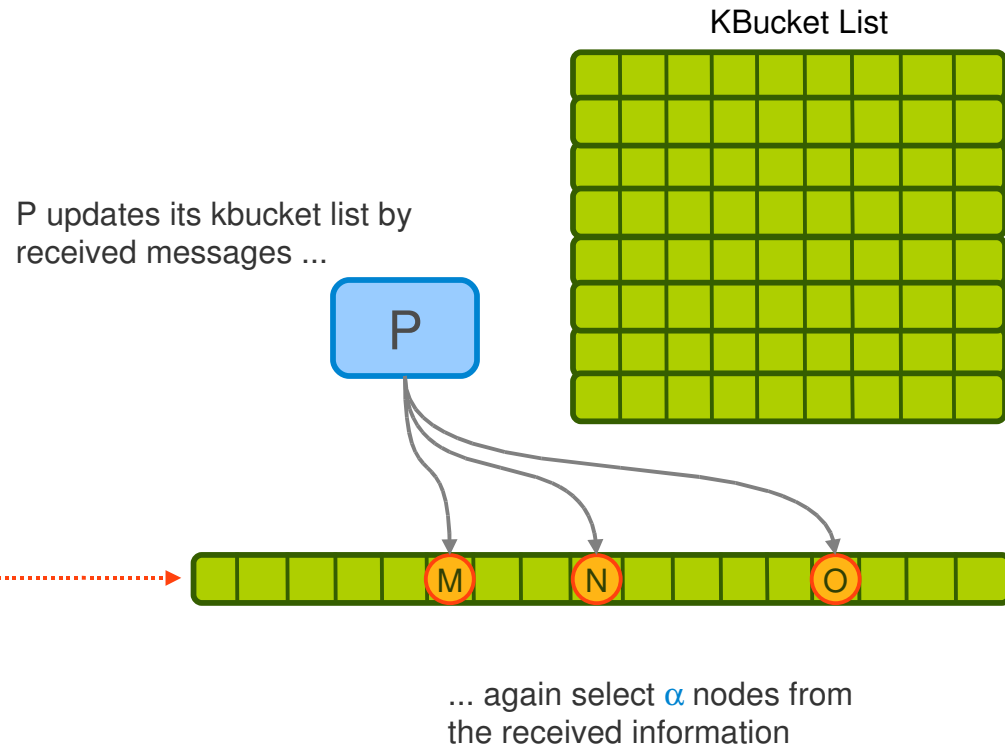 KBucket List
P updates its kbucket list by
received messages ...
P
M
N
O
... again select α nodes from
the received information